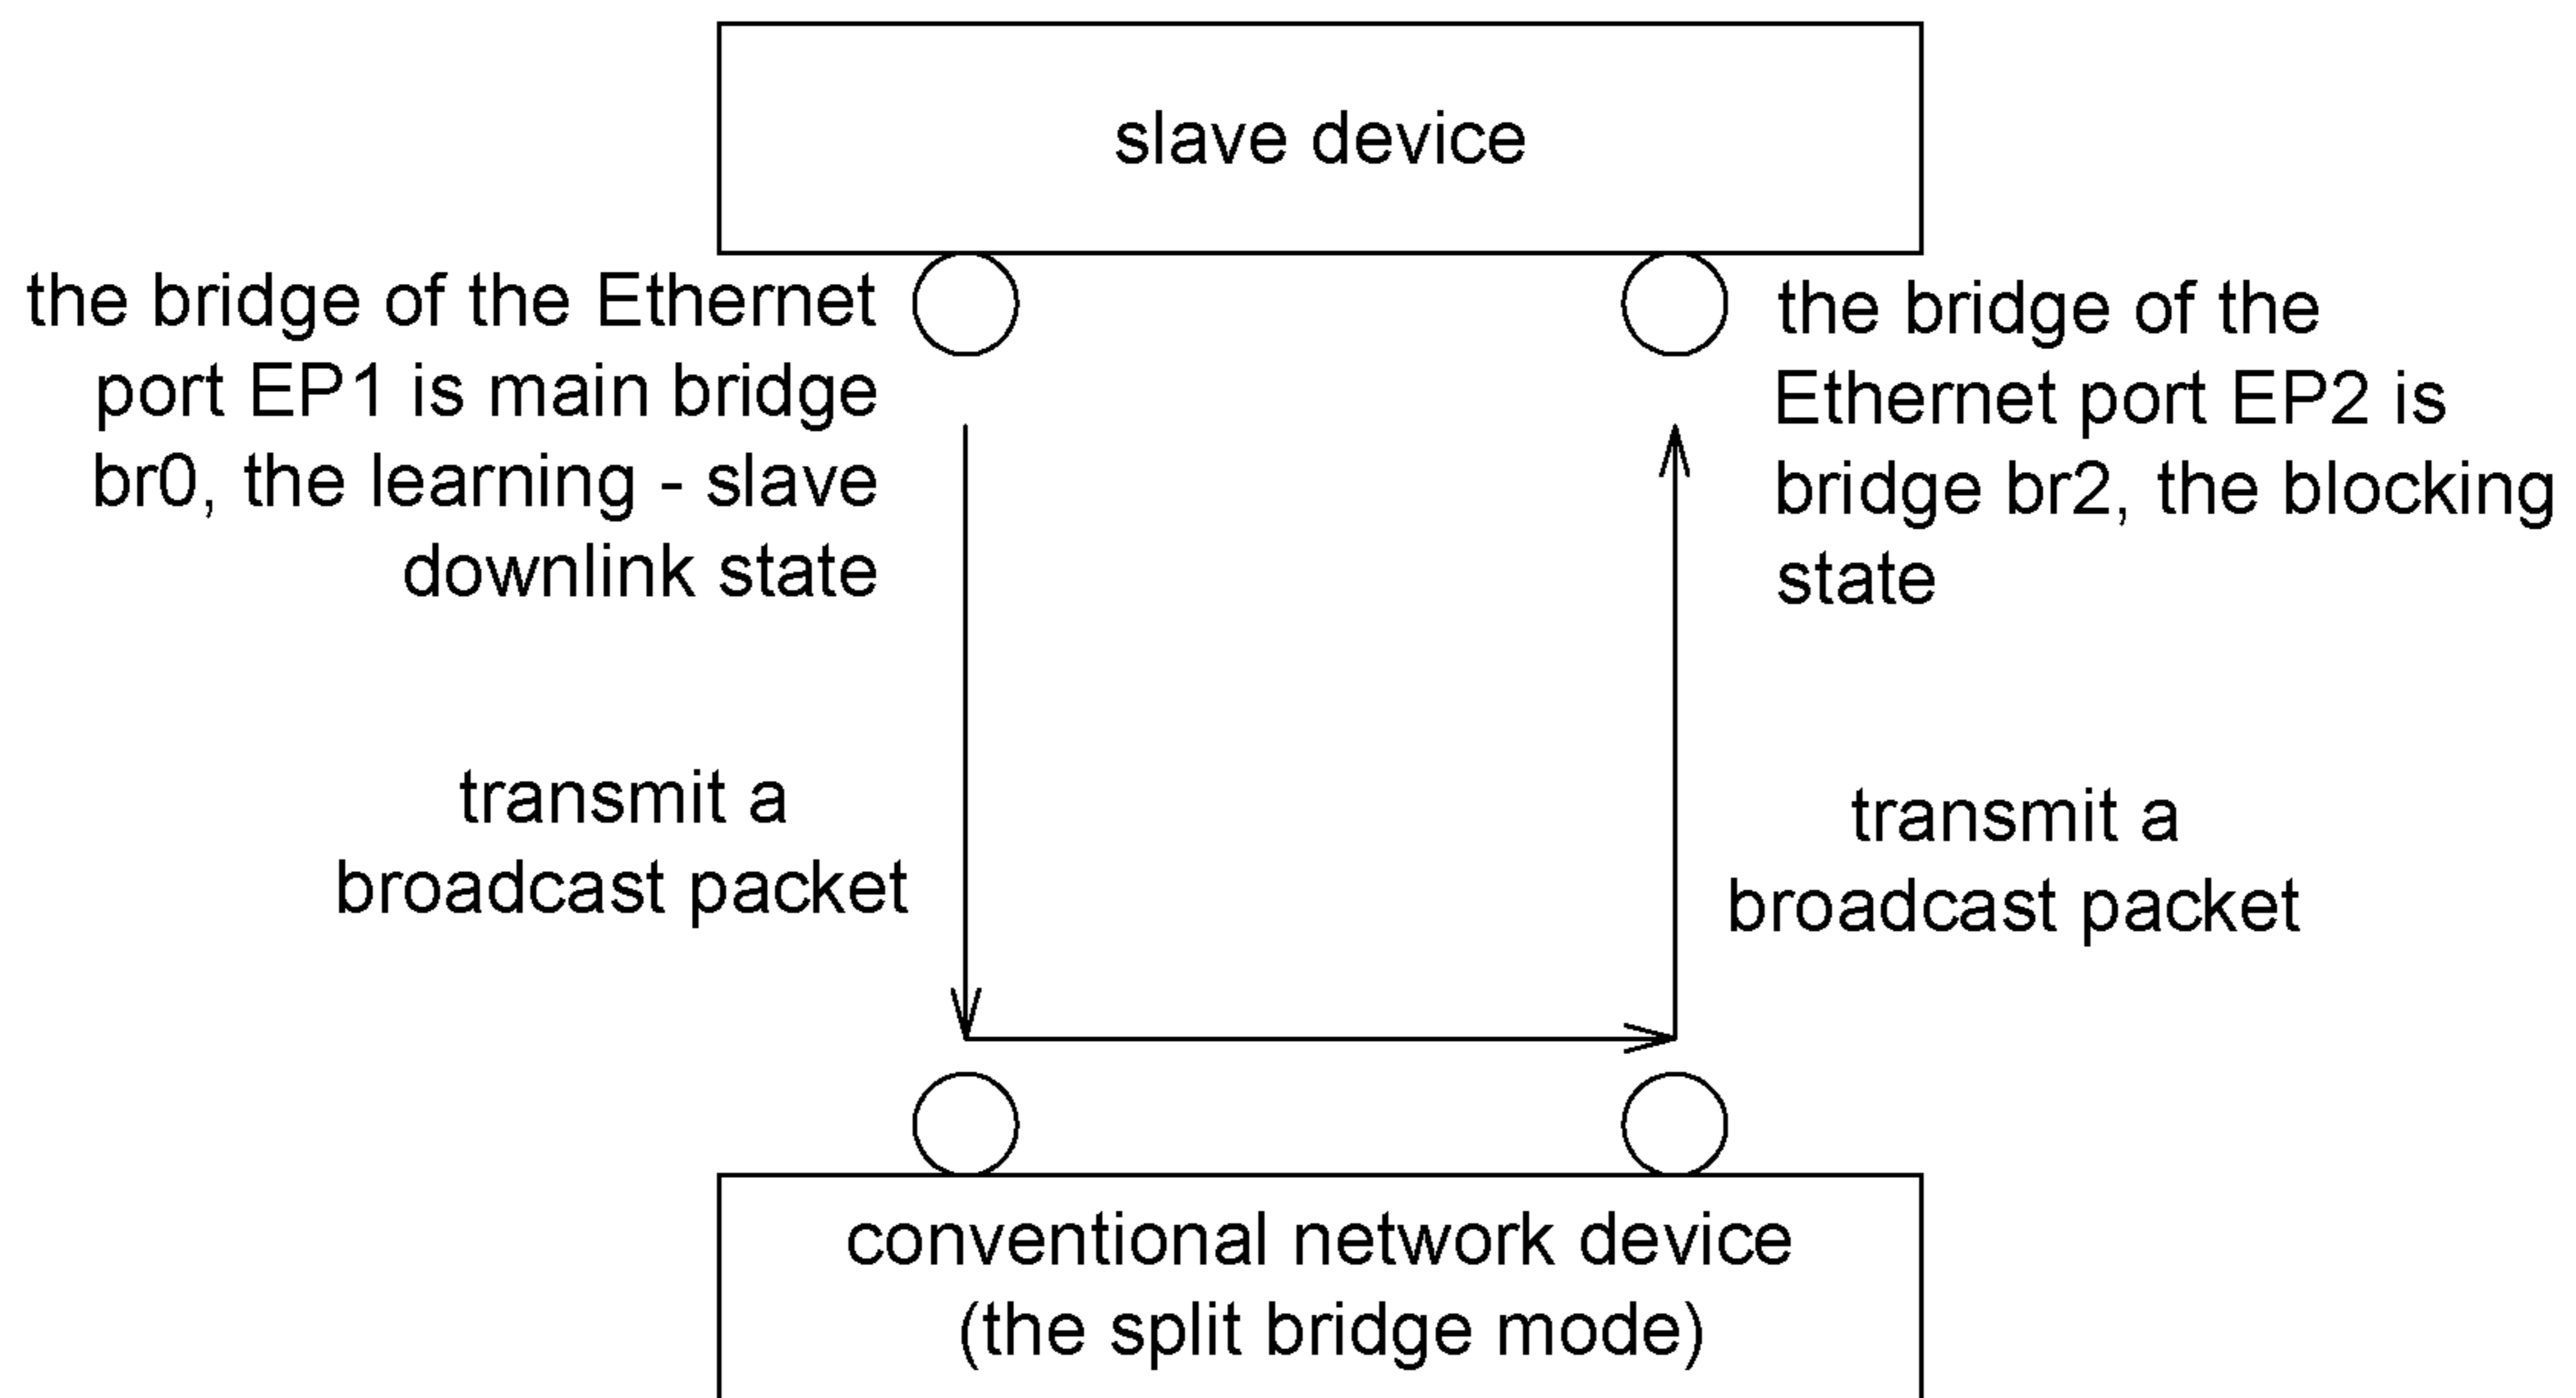 slave device
the bridge of the Ethernet
port EP1 is main bridge
br0, the learning - slave
downlink state
the bridge of the
Ethernet port EP2 is
bridge br2, the blocking
state
transmit a
broadcast packet
transmit a
broadcast packet
conventional network device
(the split bridge mode)